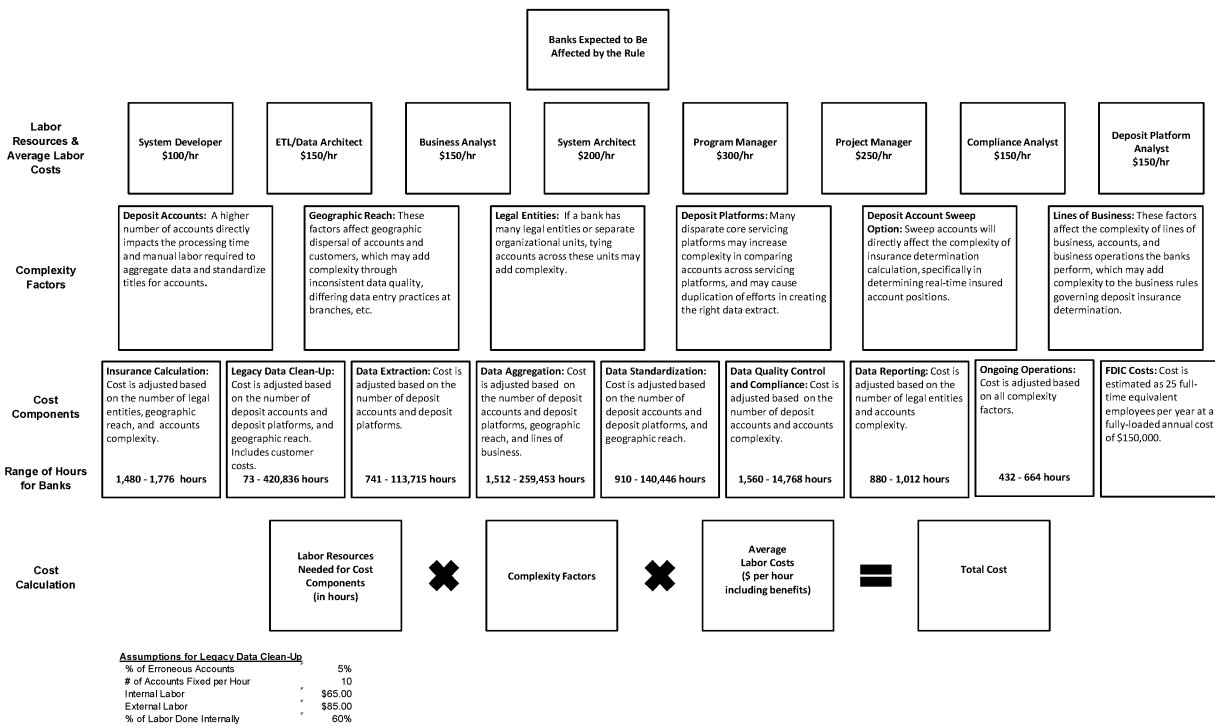 Banks Expected to Be
Affected by the Rule
Labor
Resources &
Average Labor
Costs
System Developer
$100/hr
ETL/Data Architect
$150/hr
Business Analyst
$150/hr
System Architect
$200/hr
Program Manager
$300/hr
Project Manager
$250/hr
Compliance Analyst
$150/hr
Deposit Platform
Analyst
$150/hr
Complexity
Factors
Deposit Accounts: A higher
number of accounts directly
impacts the processing time
and manual labor required to
aggregate data and standardize
titles for accounts.
Geographic Reach: These
factors affect geographic
dispersal of accounts and
customers, which may add
complexity through
inconsistent data quality,
differing data entry practices at
branches, etc.
Legal Entities: If a bank has
many legal entities or separate
organizational units, tying
accounts across these units may
add complexity.
Deposit Platforms: Many
disparate core servicing
platforms may increase
complexity in comparing
accounts across servicing
platforms, and may cause
duplication of efforts in creating
the right data extract.
Deposit Account Sweep
Option: Sweep accounts will
directly affect the complexity of
insurance determination
calculation, specifically in
determining real-time insured
account positions.
Lines of Business: These factors
affect the complexity of lines of
business, accounts, and
business operations the banks
perform, which may add
complexity to the business rules
governing deposit insurance
determination.
Cost
Components
Range of Hours
for Banks
Insurance Calculation:
Cost is adjusted based
on the number of legal
entities, geographic
reach, and accounts
complexity.
1,480 - 1,776 hours
Legacy Data Clean-Up:
Cost is adjusted based
on the number of
deposit accounts and
deposit platforms, and
geographic reach.
Includes customer
costs.
73 - 420,836 hours
Data Extraction: Cost is
adjusted based on the
number of deposit
accounts and deposit
platforms.
741 - 113,715 hours
Data Aggregation: Cost
is adjusted based on
the number of deposit
accounts and deposit
platforms, geographic
reach, and lines of
business.
1,512 - 259,453 hours
Data Standardization:
Cost is adjusted based
on the number of
deposit accounts and
deposit platforms, and
geographic reach.
910 - 140,446 hours
Data Quality Control
and Compliance: Cost is
adjusted based on the
number of deposit
accounts and accounts
complexity.
1,560 - 14,768 hours
Data Reporting: Cost is
adjusted based on the
number of legal entities
and accounts
complexity.
880 - 1,012 hours
Ongoing Operations:
Cost is adjusted based
on all complexity
factors.
432 - 664 hours
FDIC Costs: Cost is
estimated as 25 full-
time equivalent
employees per year at a
fully-loaded annual cost
of $150,000.
Cost
Calculation
Labor Resources
Needed for Cost
Components
(in hours)
Complexity Factors
Average
Labor Costs
($ per hour
including benefits)
Total Cost
Assumptions for Legacy Data Clean-Up
% of Erroneous Accounts 5%
# of Accounts Fixed per Hour 10
Internal Labor $65.00
External Labor $85.00
% of Labor Done Internally 60%